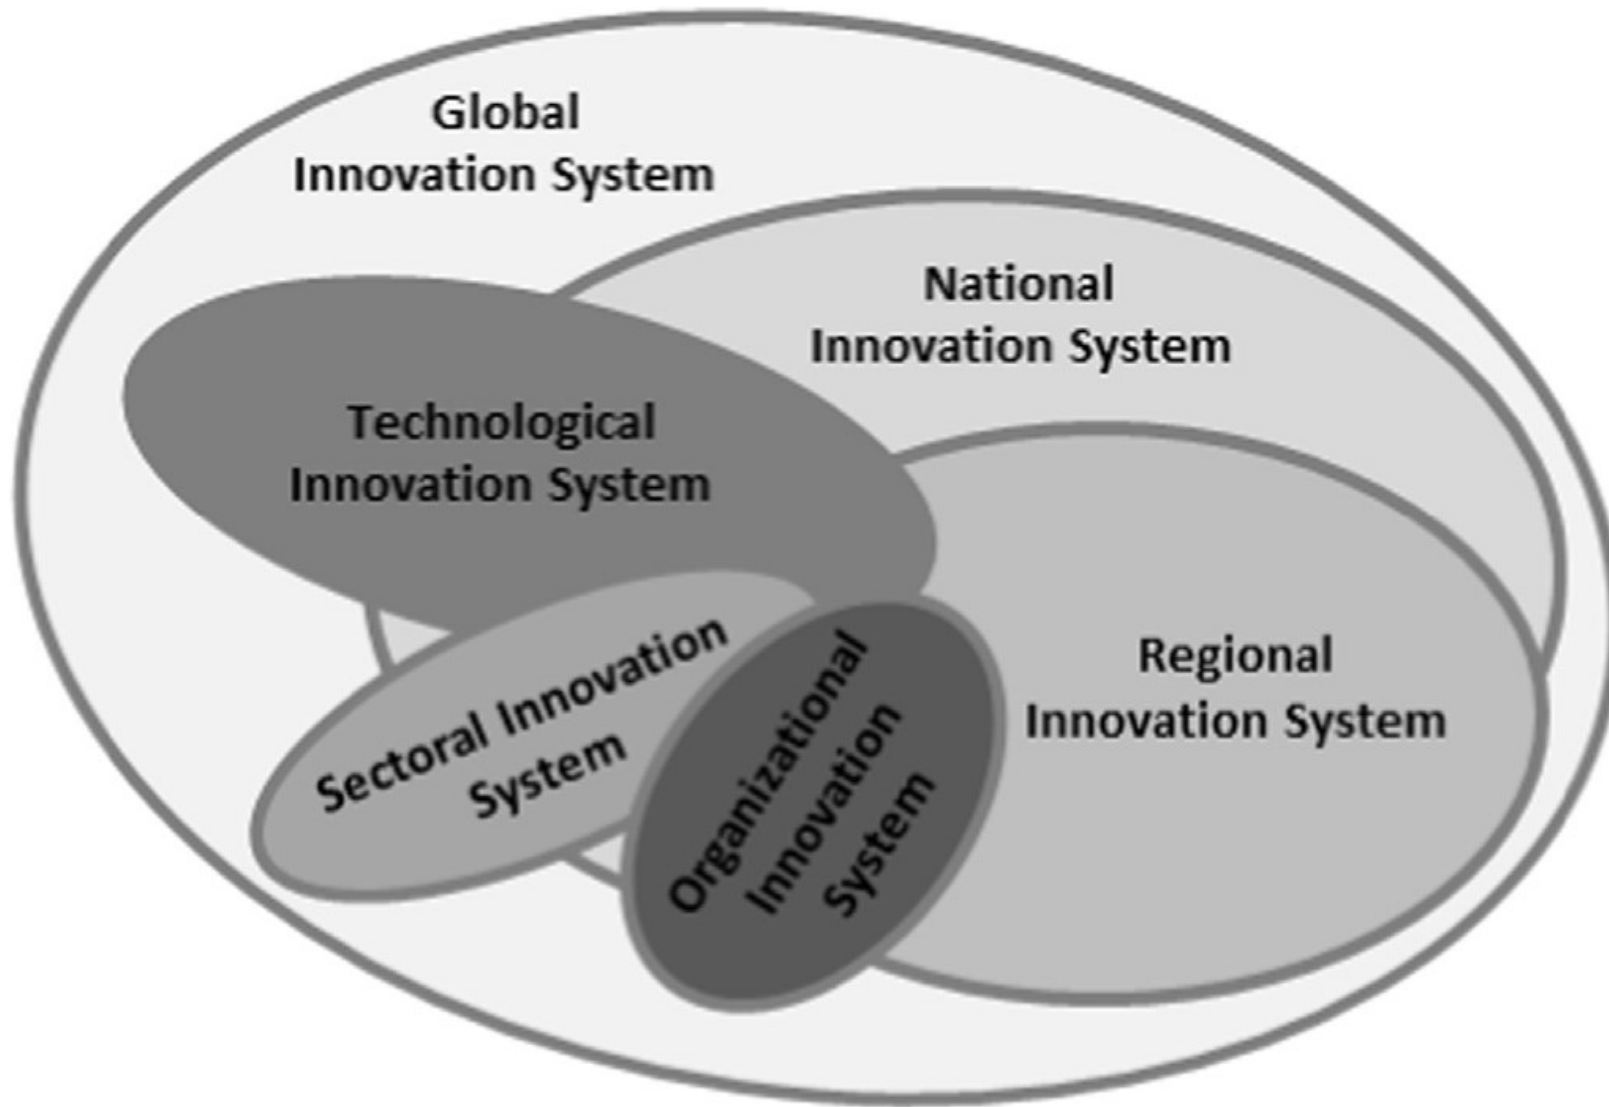 Global
Innovation System
National
Innovation System
Technological
Innovation System
Regional
Innovation System
Sectoral Innovation
System
Organizational
Innovation
System